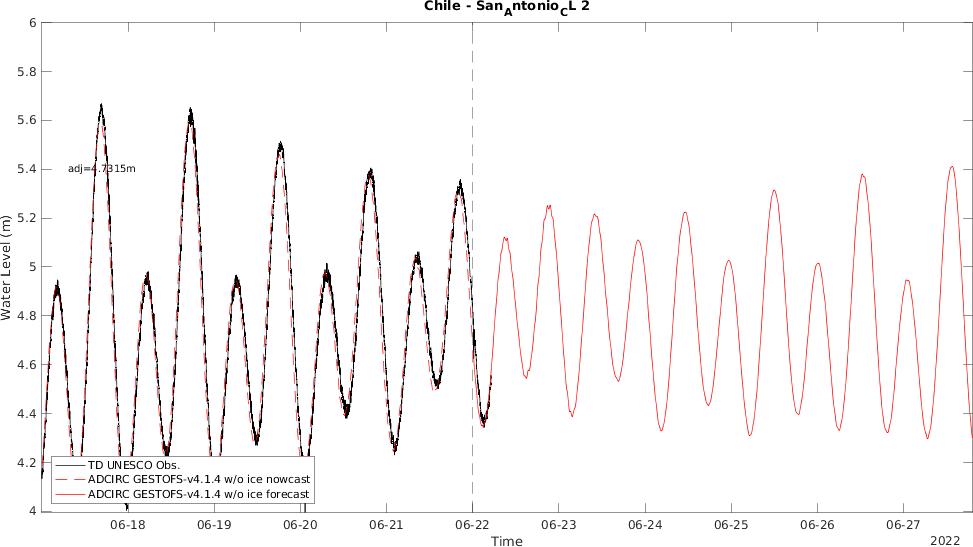 Chile - San_Antonio_CL 2
6
5.8
5.6
5.4
5.2
5
4.8
4.6
4.4
4.2
4
Water Level (m)
adj=4.7315m
TD UNESCO Obs.
ADCIRC GESTOFS-v4.1.4 w/o ice nowcast
ADCIRC GESTOFS-v4.1.4 w/o ice forecast
06-18 06-19 06-20 06-21 06-22 06-23 06-24 06-25 06-26 06-27
Time
2022